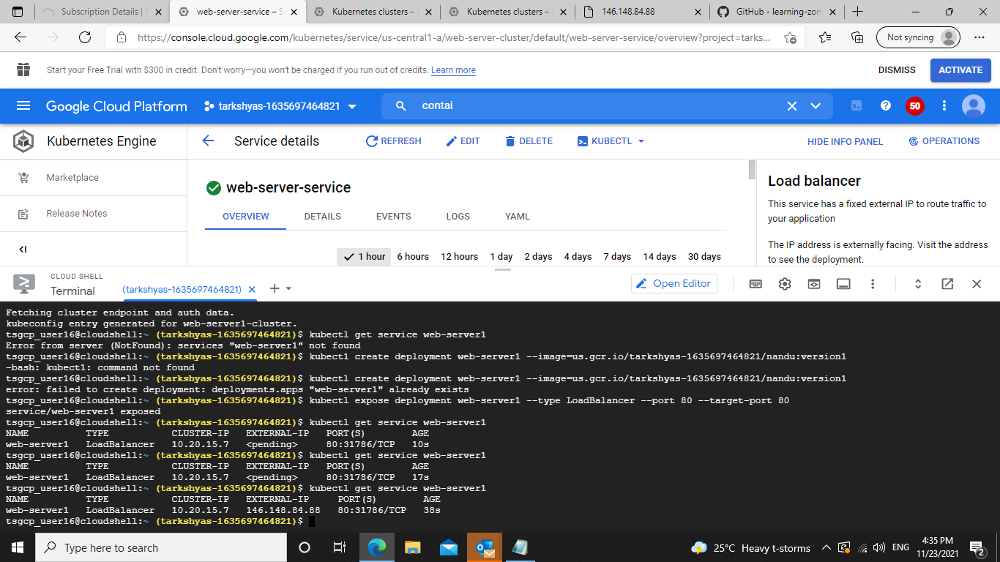 Subscription Details | M
web-server-service – S
Kubernetes clusters –
Kubernetes clusters –
146.148.84.88
GitHub - learning-zon
https://console.cloud.google.com/kubernetes/service/us-central1-a/web-server-cluster/default/web-server-service/overview?project=tarks...
Not syncing
Start your Free Trial with $300 in credit. Don't worry—you won't be charged if you run out of credits. Learn more
DISMISS
ACTIVATE
Google Cloud Platform
tarkshyas-1635697464821
contai
50
Kubernetes Engine
Service details
REFRESH
EDIT
DELETE
KUBECTL
HIDE INFO PANEL
OPERATIONS
Marketplace
Release Notes
web-server-service
OVERVIEW
DETAILS
EVENTS
LOGS
YAML
1 hour
6 hours
12 hours
1 day
2 days
4 days
7 days
14 days
30 days
Load balancer
This service has a fixed external IP to route traffic to
your application
The IP address is externally facing. Visit the address
to see the deployment.
CLOUD SHELL
Terminal
(tarkshyas-1635697464821)
Open Editor
Fetching cluster endpoint and auth data.
kubeconfig entry generated for web-server1-cluster.
tsgcp_user16@cloudshell:~ (tarkshyas-1635697464821)$ kubectl get service web-server1
Error from server (NotFound): services "web-server1" not found
tsgcp_user16@cloudshell:~ (tarkshyas-1635697464821)$ kubect1 create deployment web-server1 --image=us.gcr.io/tarkshyas-1635697464821/nandu:version1
-bash: kubect1: command not found
tsgcp_user16@cloudshell:~ (tarkshyas-1635697464821)$ kubectl create deployment web-server1 --image=us.gcr.io/tarkshyas-1635697464821/nandu:version1
error: failed to create deployment: deployments.apps "web-server1" already exists
tsgcp_user16@cloudshell:~ (tarkshyas-1635697464821)$ kubectl expose deployment web-server1 --type LoadBalancer --port 80 --target-port 80
service/web-server1 exposed
tsgcp_user16@cloudshell:~ (tarkshyas-1635697464821)$ kubectl get service web-server1
NAME TYPE CLUSTER-IP EXTERNAL-IP PORT(S) AGE
web-server1 LoadBalancer 10.20.15.7 <pending> 80:31786/TCP 10s
tsgcp_user16@cloudshell:~ (tarkshyas-1635697464821)$ kubectl get service web-server1
NAME TYPE CLUSTER-IP EXTERNAL-IP PORT(S) AGE
web-server1 LoadBalancer 10.20.15.7 <pending> 80:31786/TCP 17s
tsgcp_user16@cloudshell:~ (tarkshyas-1635697464821)$ kubectl get service web-server1
NAME TYPE CLUSTER-IP EXTERNAL-IP PORT(S) AGE
web-server1 LoadBalancer 10.20.15.7 146.148.84.88 80:31786/TCP 38s
tsgcp_user16@cloudshell:~ (tarkshyas-1635697464821)$
Type here to search
25°C Heavy t-storms
ENG
4:35 PM
11/23/2021
2